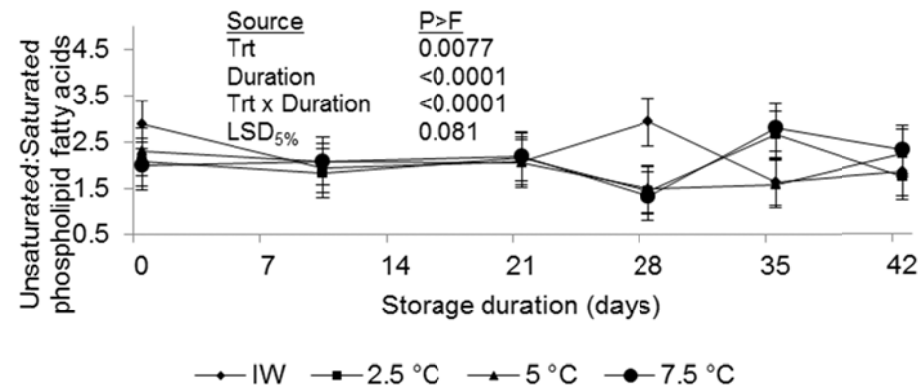 Source P>F
Trt 0.0077
Duration <0.0001
Trt x Duration <0.0001
LSD5% 0.081
Unsaturated:Saturated
phospholipid fatty acids
4.5
3.5
2.5
1.5
0.5
0 7 14 21 28 35 42
Storage duration (days)
IW 2.5 °C 5 °C 7.5 °C